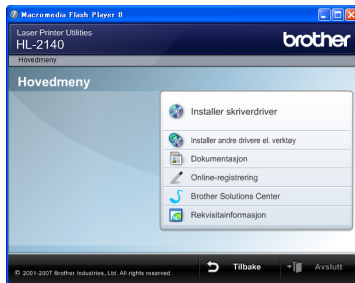 Macromedia Flash Player 8
Laser Printer Utilities
HL-2140
brother
Hovedmeny
Hovedmeny
Installer skriverdriver
Installer andre drivere el. verktøy
Dokumentasjon
Online-registrering
Brother Solutions Center
Rekvisitainformasjon
© 2001-2007 Brother Industries, Ltd. All rights reserved
Tilbake
Avslutt